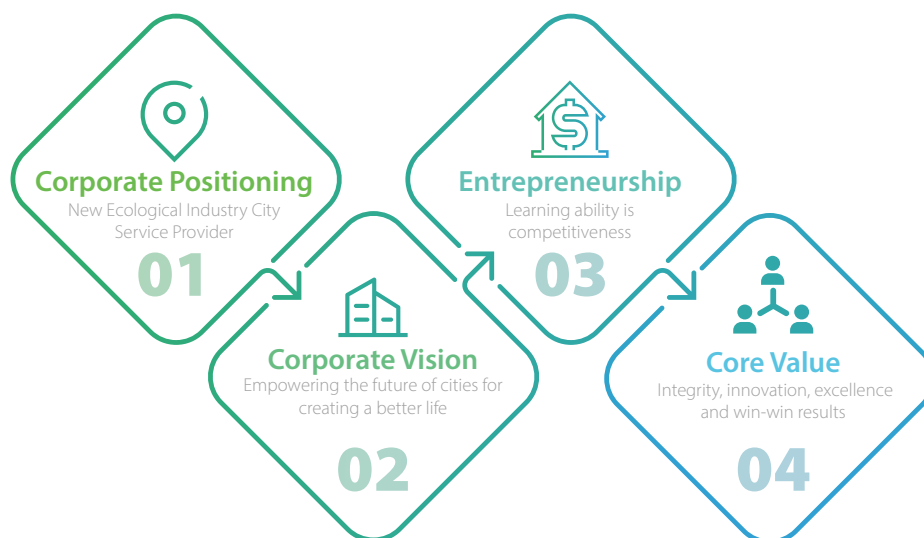 Corporate Positioning
New Ecological Industry City
Service Provider
01
Corporate Vision
Empowering the future of cities for
creating a better life
02
Entrepreneurship
Learning ability is
competitiveness
03
Core Value
Integrity, innovation, excellence
and win-win results
04